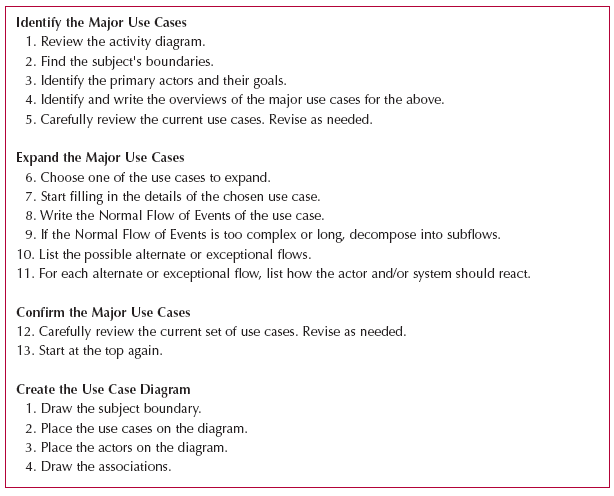 Identify the Major Use Cases
1. Review the activity diagram.
2. Find the subject's boundaries.
3. Identify the primary actors and their goals.
4. Identify and write the overviews of the major use cases for the above.
5. Carefully review the current use cases. Revise as needed.
Expand the Major Use Cases
6. Choose one of the use cases to expand.
7. Start filling in the details of the chosen use case.
8. Write the Normal Flow of Events of the use case.
9. If the Normal Flow of Events is too complex or long, decompose into subflows.
10. List the possible alternate or exceptional flows.
11. For each alternate or exceptional flow, list how the actor and/or system should react.
Confirm the Major Use Cases
12. Carefully review the current set of use cases. Revise as needed.
13. Start at the top again.
Create the Use Case Diagram
1. Draw the subject boundary.
2. Place the use cases on the diagram.
3. Place the actors on the diagram.
4. Draw the associations.